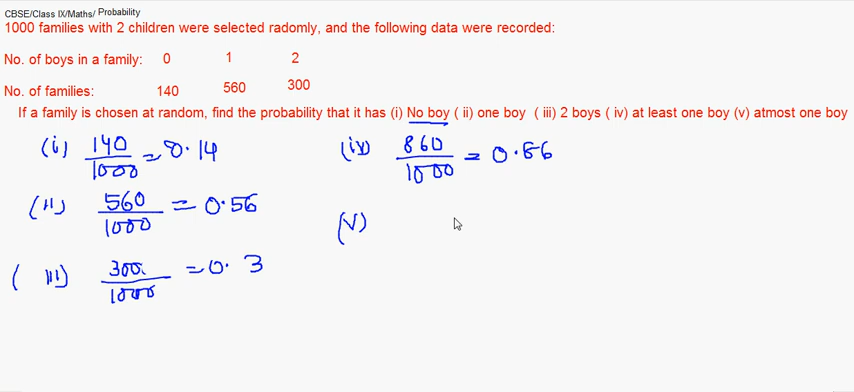 CBSE/Class IX/Maths/ Probability
1000 families with 2 children were selected radomly, and the following data were recorded:
No. of boys in a family: 0 1 2
No. of families: 140 560 300
If a family is chosen at random, find the probability that it has (i) No boy ( ii) one boy ( iii) 2 boys ( iv) at least one boy (v) atmost one boy
(i) 140/1000 = 0.14
(iv) 860/1000 = 0.86
(ii) 560/1000 = 0.56
(v)
( iii) 300/1000 = 0.3